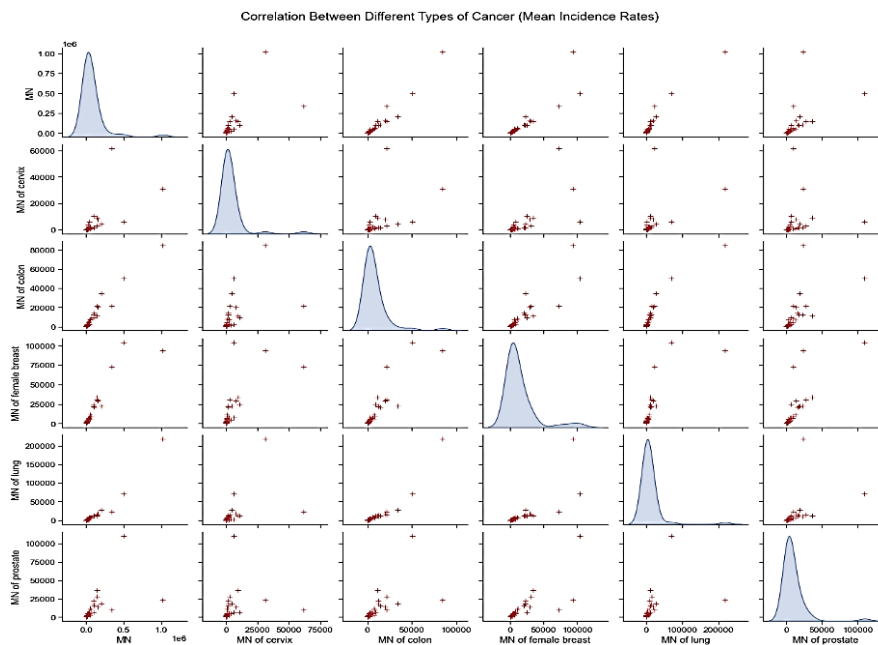 Correlation Between Different Types of Cancer (Mean Incidence Rates)
1e6
1.00
0.75
0.50
0.25
0.00
MN
60000
40000
20000
0
MN of cervix
80000
60000
40000
20000
0
MN of colon
100000
75000
50000
25000
0
MN of female breast
200000
150000
100000
50000
0
MN of lung
100000
75000
50000
25000
0
MN of prostate
0.0 0.5 1.0
1e6
MN
0 25000 50000 75000
MN of cervix
0 50000 100000
MN of colon
0 50000 100000
MN of female breast
0 100000 200000
MN of lung
0 50000 100000
MN of prostate